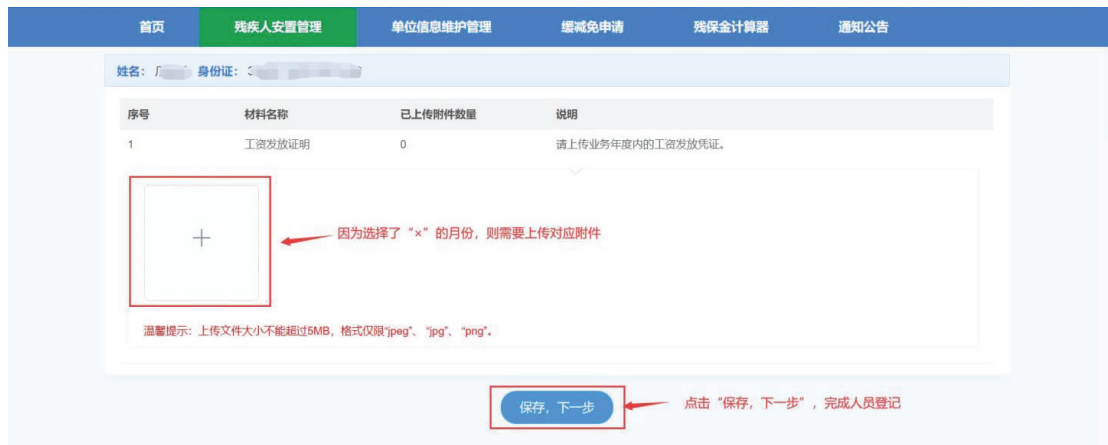 首页 残疾人安置管理 单位信息维护管理 缓减免申请 残保金计算器 通知公告
姓名： 身份证：
序号 材料名称 已上传附件数量 说明
1 工资发放证明 0 请上传业务年度内的工资发放凭证。
因为选择了“×”的月份，则需要上传对应附件
温馨提示：上传文件大小不能超过5MB，格式仅限“jpeg”、“jpg”、“png”。
保存，下一步 点击“保存，下一步”，完成人员登记